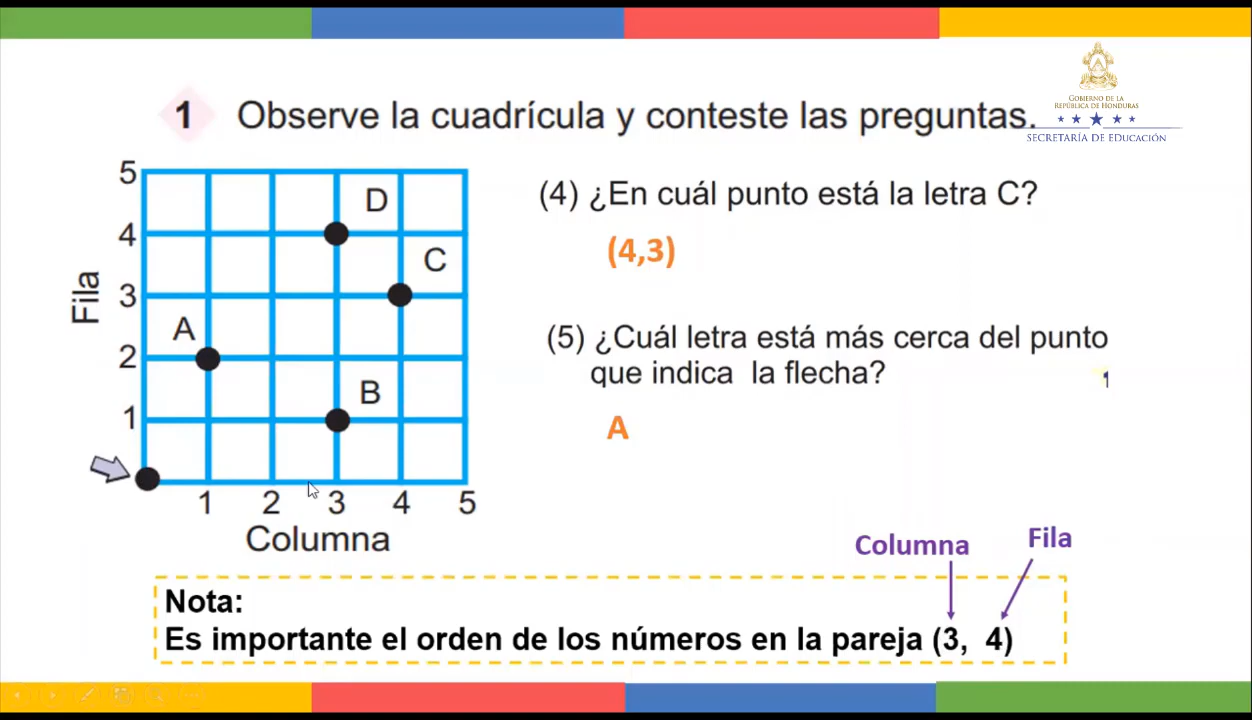 GOBIERNO DE LA
REPÚBLICA DE HONDURAS
SECRETARÍA DE EDUCACIÓN
1 Observe la cuadrícula y conteste las preguntas.
5
4
3
2
1
Fila
D
C
A
B
1 2 3 4 5
Columna
(4) ¿En cuál punto está la letra C?
(4,3)
(5) ¿Cuál letra está más cerca del punto
que indica la flecha?
1
A
Columna
Fila
Nota:
Es importante el orden de los números en la pareja (3, 4)